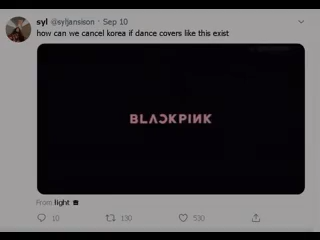 syl @syljansison · Sep 10
how can we cancel korea if dance covers like this exist
BLɅCKPIИK
From light
10 130 530